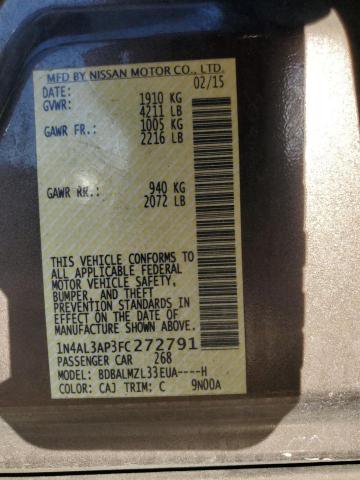 MFD BY NISSAN MOTOR CO., LTD.
DATE: 02/15
GVWR: 1910 KG
4211 LB
GAWR FR.: 1005 KG
2216 LB
GAWR RR.: 940 KG
2072 LB
THIS VEHICLE CONFORMS TO
ALL APPLICABLE FEDERAL
MOTOR VEHICLE SAFETY,
BUMPER, AND THEFT
PREVENTION STANDARDS
IN EFFECT ON THE DATE OF
MANUFACTURE SHOWN ABOVE.
1N4AL3AP3FC272791
PASSENGER CAR 268
MODEL: BDBALMZL33EUA----H
COLOR: CAJ TRIM: C 9N00A